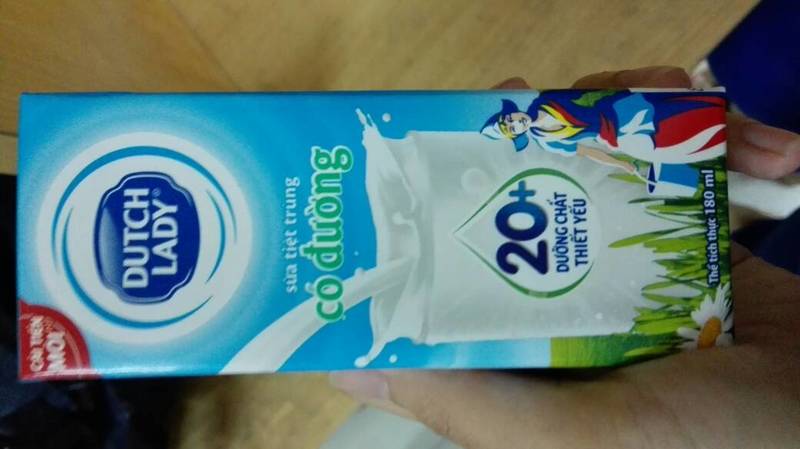 CẢI TIẾN
MỚI
DUTCH
LADY®
sữa tiệt trùng
có đường
20+
DƯỠNG CHẤT
THIẾT YẾU
Thể tích thực 180 ml